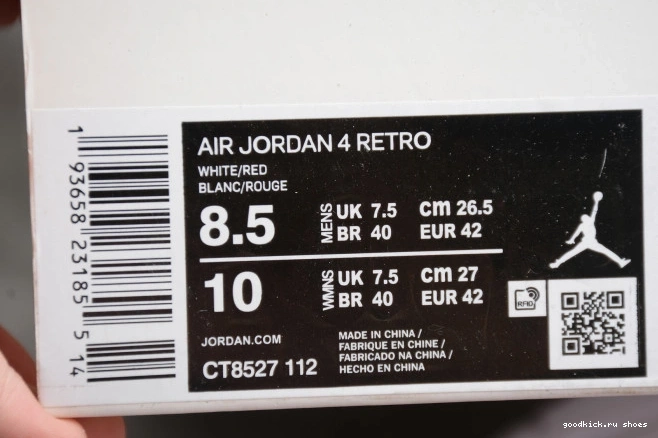 AIR JORDAN 4 RETRO
WHITE/RED
BLANC/ROUGE
8.5 MENS UK 7.5 cm 26.5
BR 40 EUR 42
10 WMNS UK 7.5 cm 27
BR 40 EUR 42
RFID
JORDAN.COM
CT8527 112
MADE IN CHINA /
FABRIQUE EN CHINE /
FABRICADO NA CHINA /
HECHO EN CHINA
1 93658 23185 5 14
goodkick.ru shoes